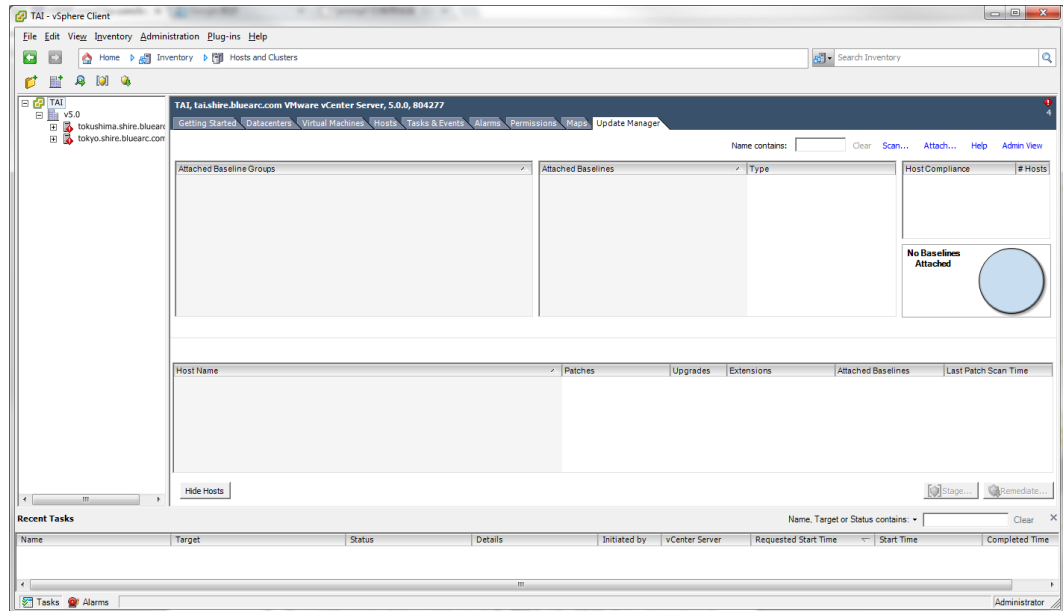 TAI - vSphere Client
File Edit View Inventory Administration Plug-ins Help
Home Inventory Hosts and Clusters Search Inventory
TAI
v5.0
tokushima.shire.bluearc
tokyo.shire.bluearc.com
TAI, tai.shire.bluearc.com VMware vCenter Server, 5.0.0, 804277
4
Getting Started Datacenters Virtual Machines Hosts Tasks & Events Alarms Permissions Maps Update Manager
Name contains: Clear Scan... Attach... Help Admin View
Attached Baseline Groups Attached Baselines Type Host Compliance # Hosts
No Baselines
Attached
Host Name Patches Upgrades Extensions Attached Baselines Last Patch Scan Time
Hide Hosts Stage... Remediate...
Recent Tasks Name, Target or Status contains: Clear
Name Target Status Details Initiated by vCenter Server Requested Start Time Start Time Completed Time
Tasks Alarms Administrator